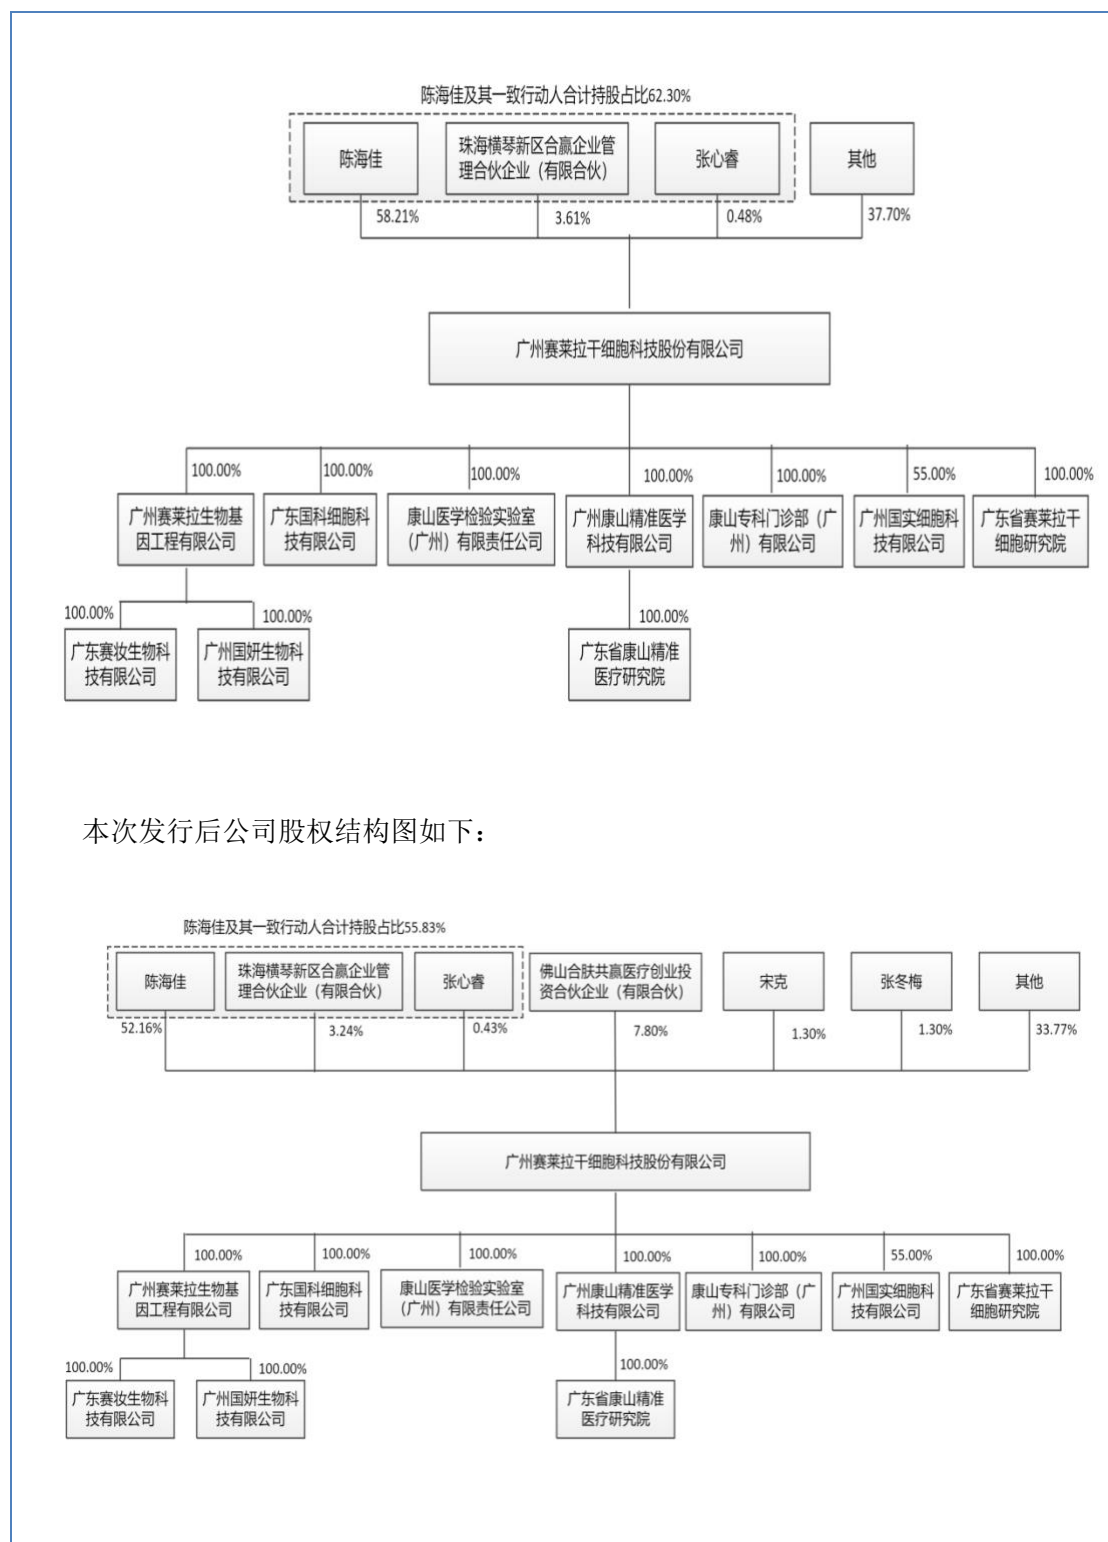 陈海佳及其一致行动人合计持股占比62.30%
陈海佳
珠海横琴新区合赢企业管
理合伙企业（有限合伙）
张心睿
其他
58.21%
3.61%
0.48%
37.70%
广州赛莱拉干细胞科技股份有限公司
100.00%
100.00%
100.00%
100.00%
100.00%
55.00%
100.00%
广州赛莱拉生物基
因工程有限公司
广东国科细胞科
技有限公司
康山医学检验实验室
（广州）有限责任公司
广州康山精准医学
科技有限公司
康山专科门诊部（广
州）有限公司
广州国实细胞科
技有限公司
广东省赛莱拉干
细胞研究院
100.00%
100.00%
100.00%
广东赛妆生物科
技有限公司
广州国妍生物科
技有限公司
广东省康山精准
医疗研究院
本次发行后公司股权结构图如下：
陈海佳及其一致行动人合计持股占比55.83%
陈海佳
珠海横琴新区合赢企业管
理合伙企业（有限合伙）
张心睿
佛山合肤共赢医疗创业投
资合伙企业（有限合伙）
宋克
张冬梅
其他
52.16%
3.24%
0.43%
7.80%
1.30%
1.30%
33.77%
广州赛莱拉干细胞科技股份有限公司
100.00%
100.00%
100.00%
100.00%
100.00%
55.00%
100.00%
广州赛莱拉生物基
因工程有限公司
广东国科细胞科
技有限公司
康山医学检验实验室
（广州）有限责任公司
广州康山精准医学
科技有限公司
康山专科门诊部（广
州）有限公司
广州国实细胞科
技有限公司
广东省赛莱拉干
细胞研究院
100.00%
100.00%
100.00%
广东赛妆生物科
技有限公司
广州国妍生物科
技有限公司
广东省康山精准
医疗研究院